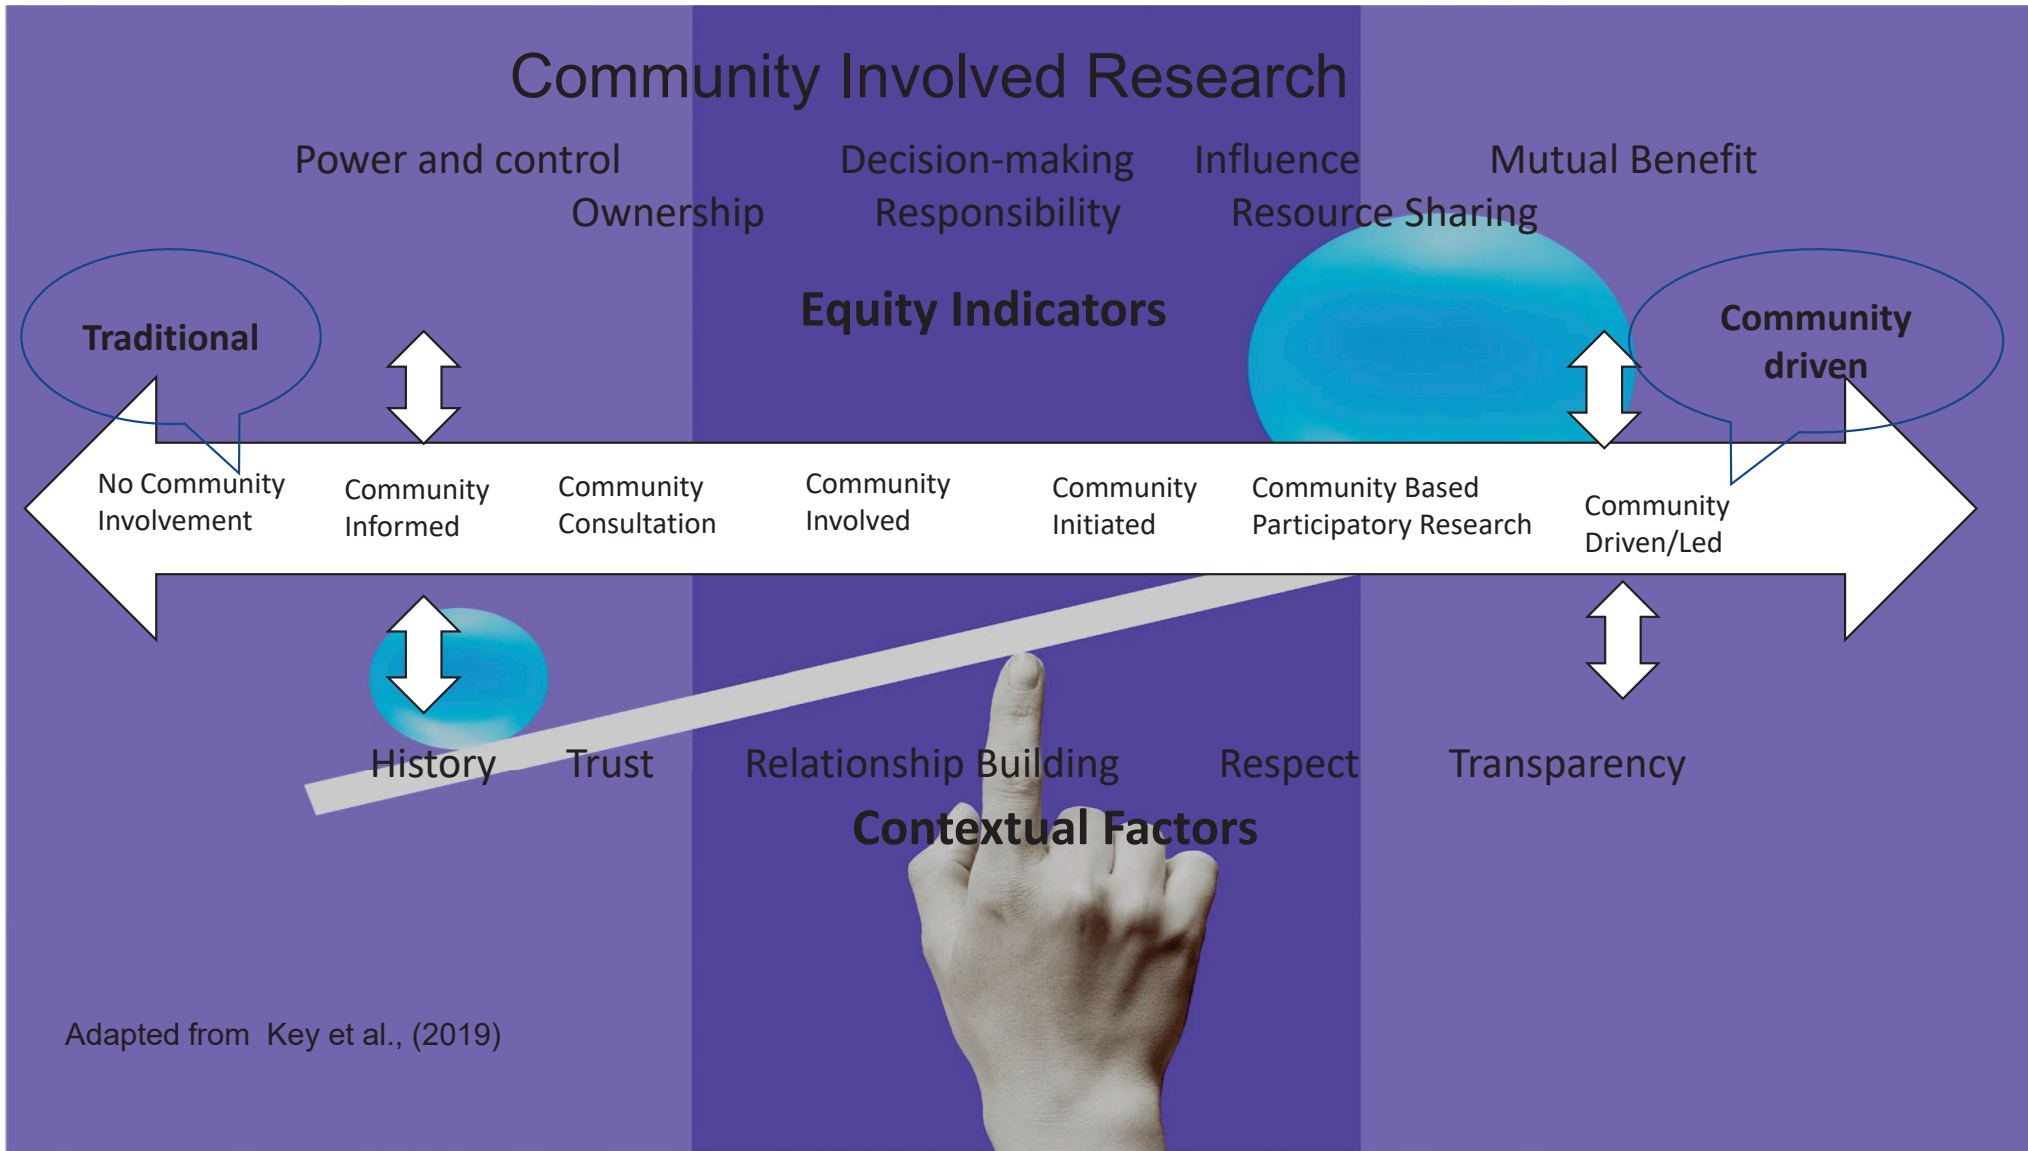 Community Involved Research
Power and control Decision-making Influence Mutual Benefit
Ownership Responsibility Resource Sharing
Equity Indicators
Traditional
Community
driven
No Community
Involvement
Community
Informed
Community
Consultation
Community
Involved
Community
Initiated
Community Based
Participatory Research
Community
Driven/Led
History Trust Relationship Building Respect Transparency
Contextual Factors
Adapted from Key et al., (2019)